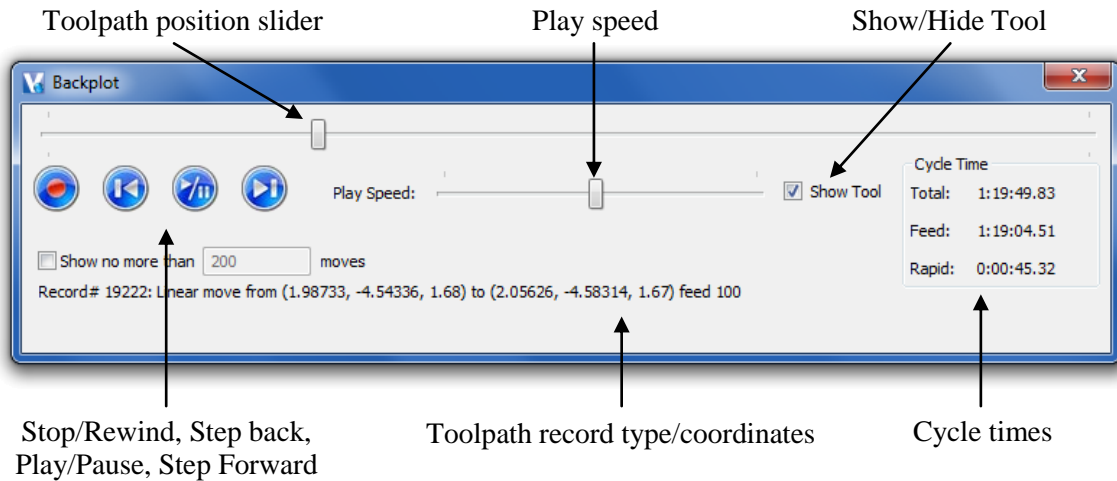 Toolpath position slider Play speed Show/Hide Tool
Backplot
Cycle Time
Play Speed: Show Tool Total: 1:19:49.83
Feed: 1:19:04.51
Show no more than 200 moves
Rapid: 0:00:45.32
Record# 19222: Linear move from (1.98733, -4.54336, 1.68) to (2.05626, -4.58314, 1.67) feed 100
Stop/Rewind, Step back,
Play/Pause, Step Forward
Toolpath record type/coordinates
Cycle times